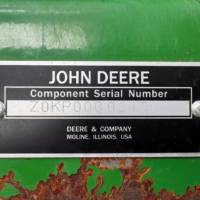 JOHN DEERE
Component Serial Number
DEERE & COMPANY
MOLINE, ILLINOIS, USA